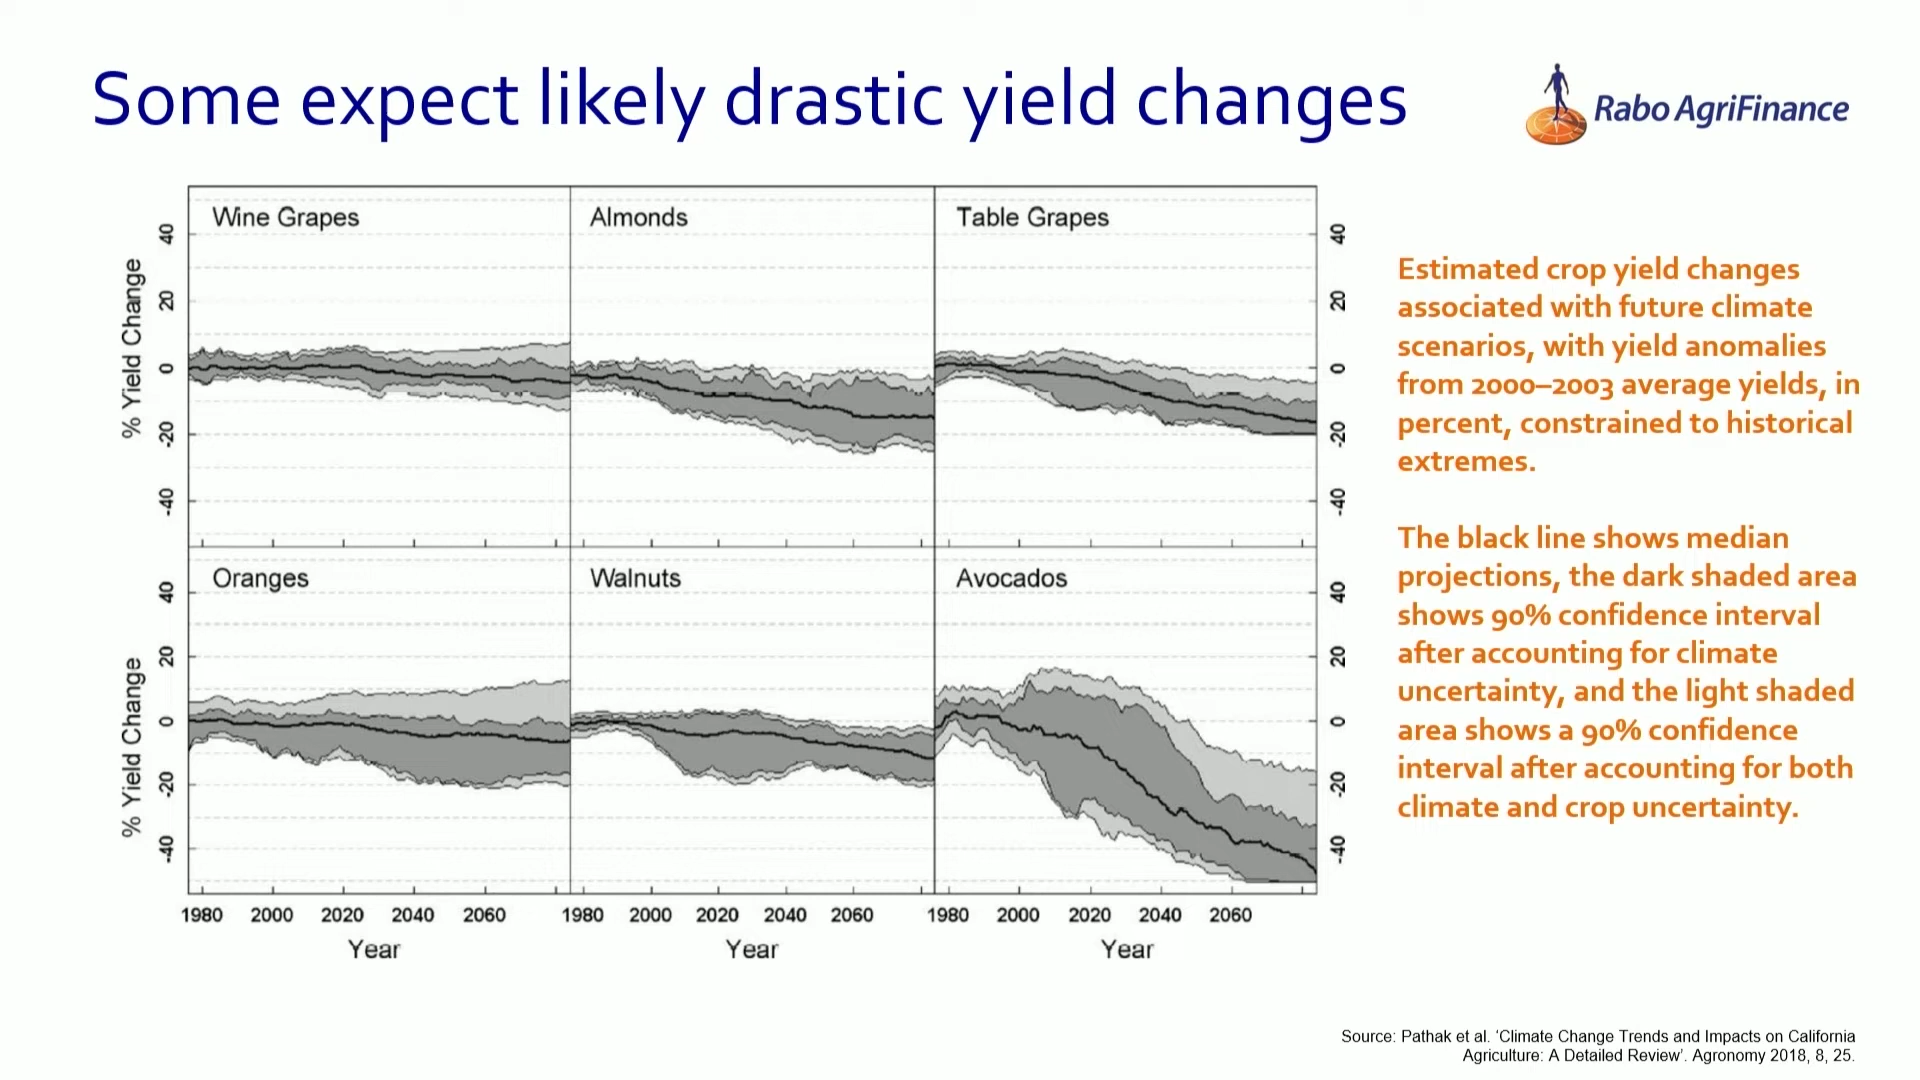 Some expect likely drastic yield changes
Rabo AgriFinance
Wine Grapes
Almonds
Table Grapes
% Yield Change
40
20
0
-20
-40
40
20
0
-20
-40
Oranges
Walnuts
Avocados
% Yield Change
40
20
0
-20
-40
40
20
0
-20
-40
1980 2000 2020 2040 2060 1980 2000 2020 2040 2060 1980 2000 2020 2040 2060
Year Year Year
Estimated crop yield changes
associated with future climate
scenarios, with yield anomalies
from 2000–2003 average yields, in
percent, constrained to historical
extremes.
The black line shows median
projections, the dark shaded area
shows 90% confidence interval
after accounting for climate
uncertainty, and the light shaded
area shows a 90% confidence
interval after accounting for both
climate and crop uncertainty.
Source: Pathak et al. 'Climate Change Trends and Impacts on California
Agriculture: A Detailed Review'. Agronomy 2018, 8, 25.